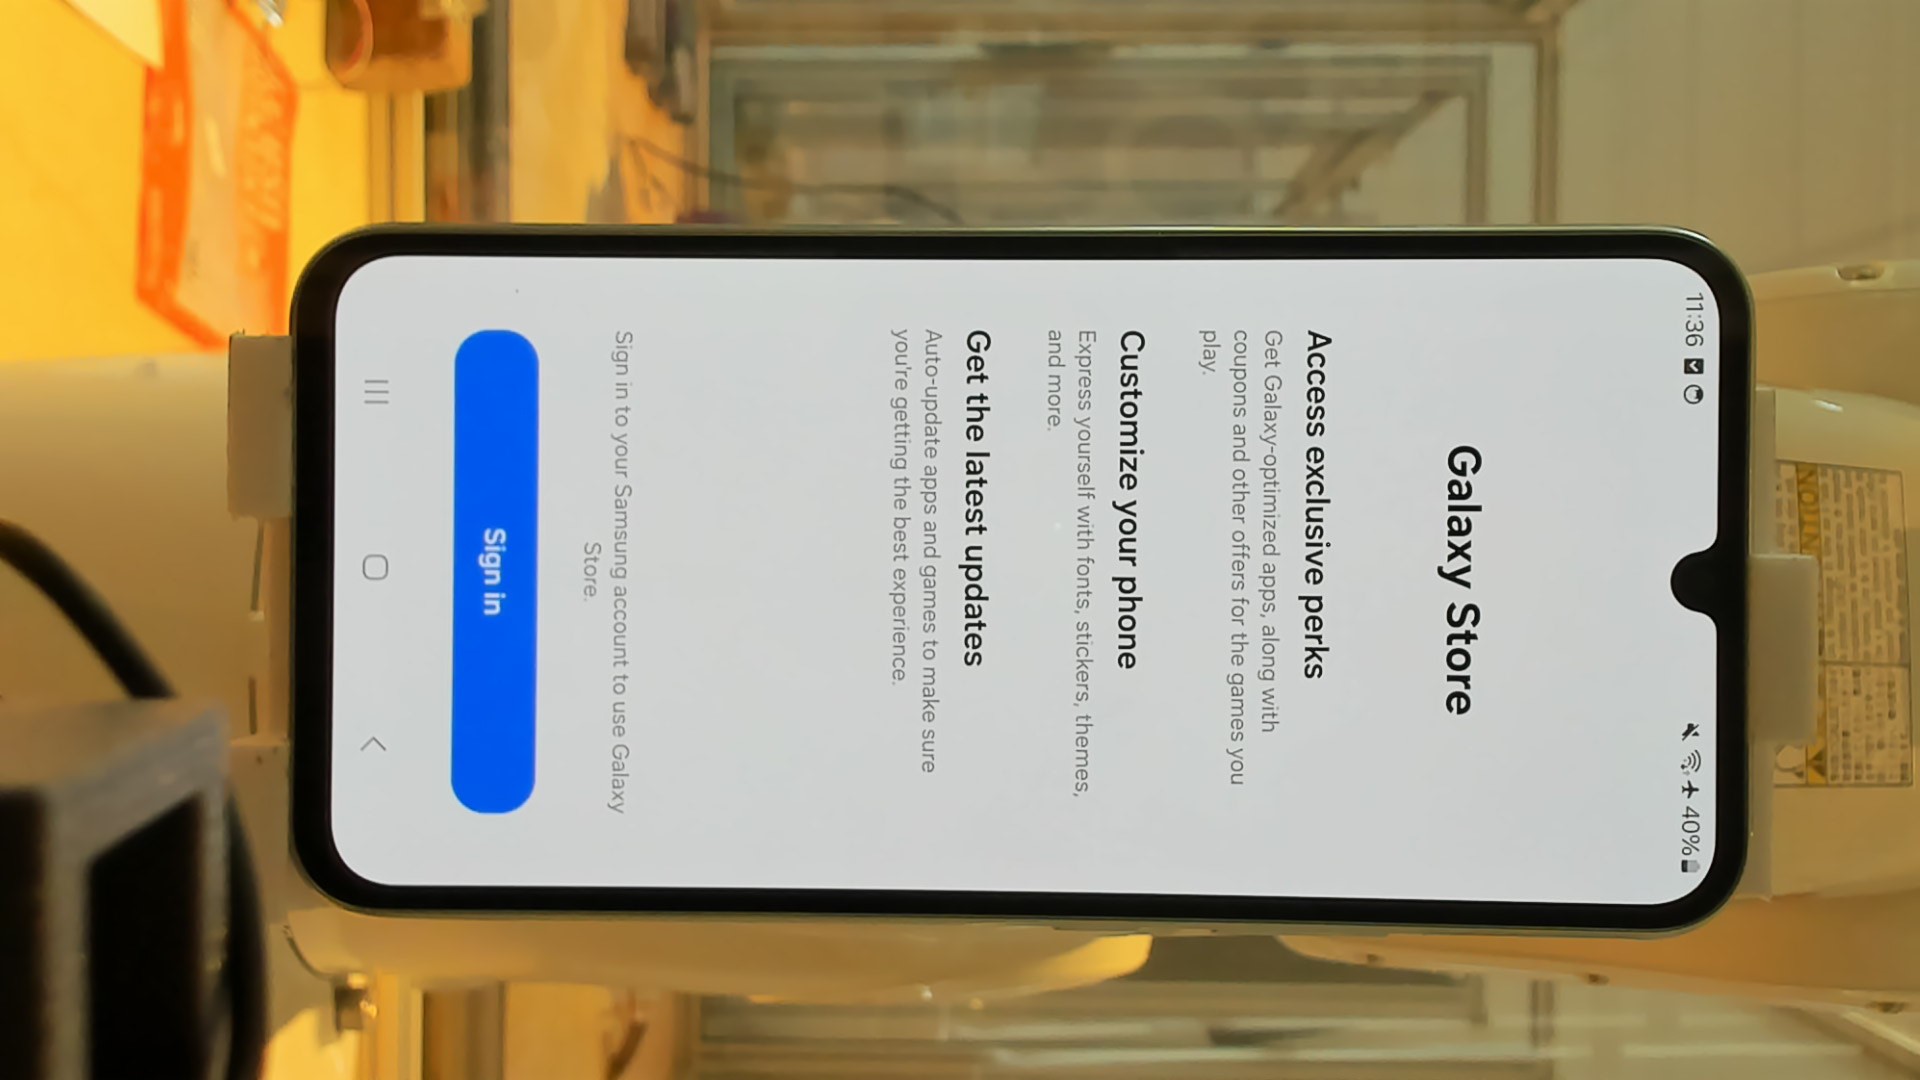 11:36
40%
Galaxy Store
Access exclusive perks
Get Galaxy-optimized apps, along with
coupons and other offers for the games you
play.
Customize your phone
Express yourself with fonts, stickers, themes,
and more.
Get the latest updates
Auto-update apps and games to make sure
you're getting the best experience.
Sign in to your Samsung account to use Galaxy
Store.
Sign in